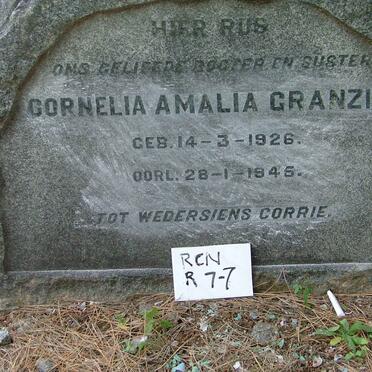 HIER RUS
ONS GELIEFDE DOGTER EN SUSTER
CORNELIA AMALIA GRANZI
GEB. 14-3-1926.
OORL. 28-1-1945.
TOT WEDERSIENS CORRIE.
RCN
R 7-7